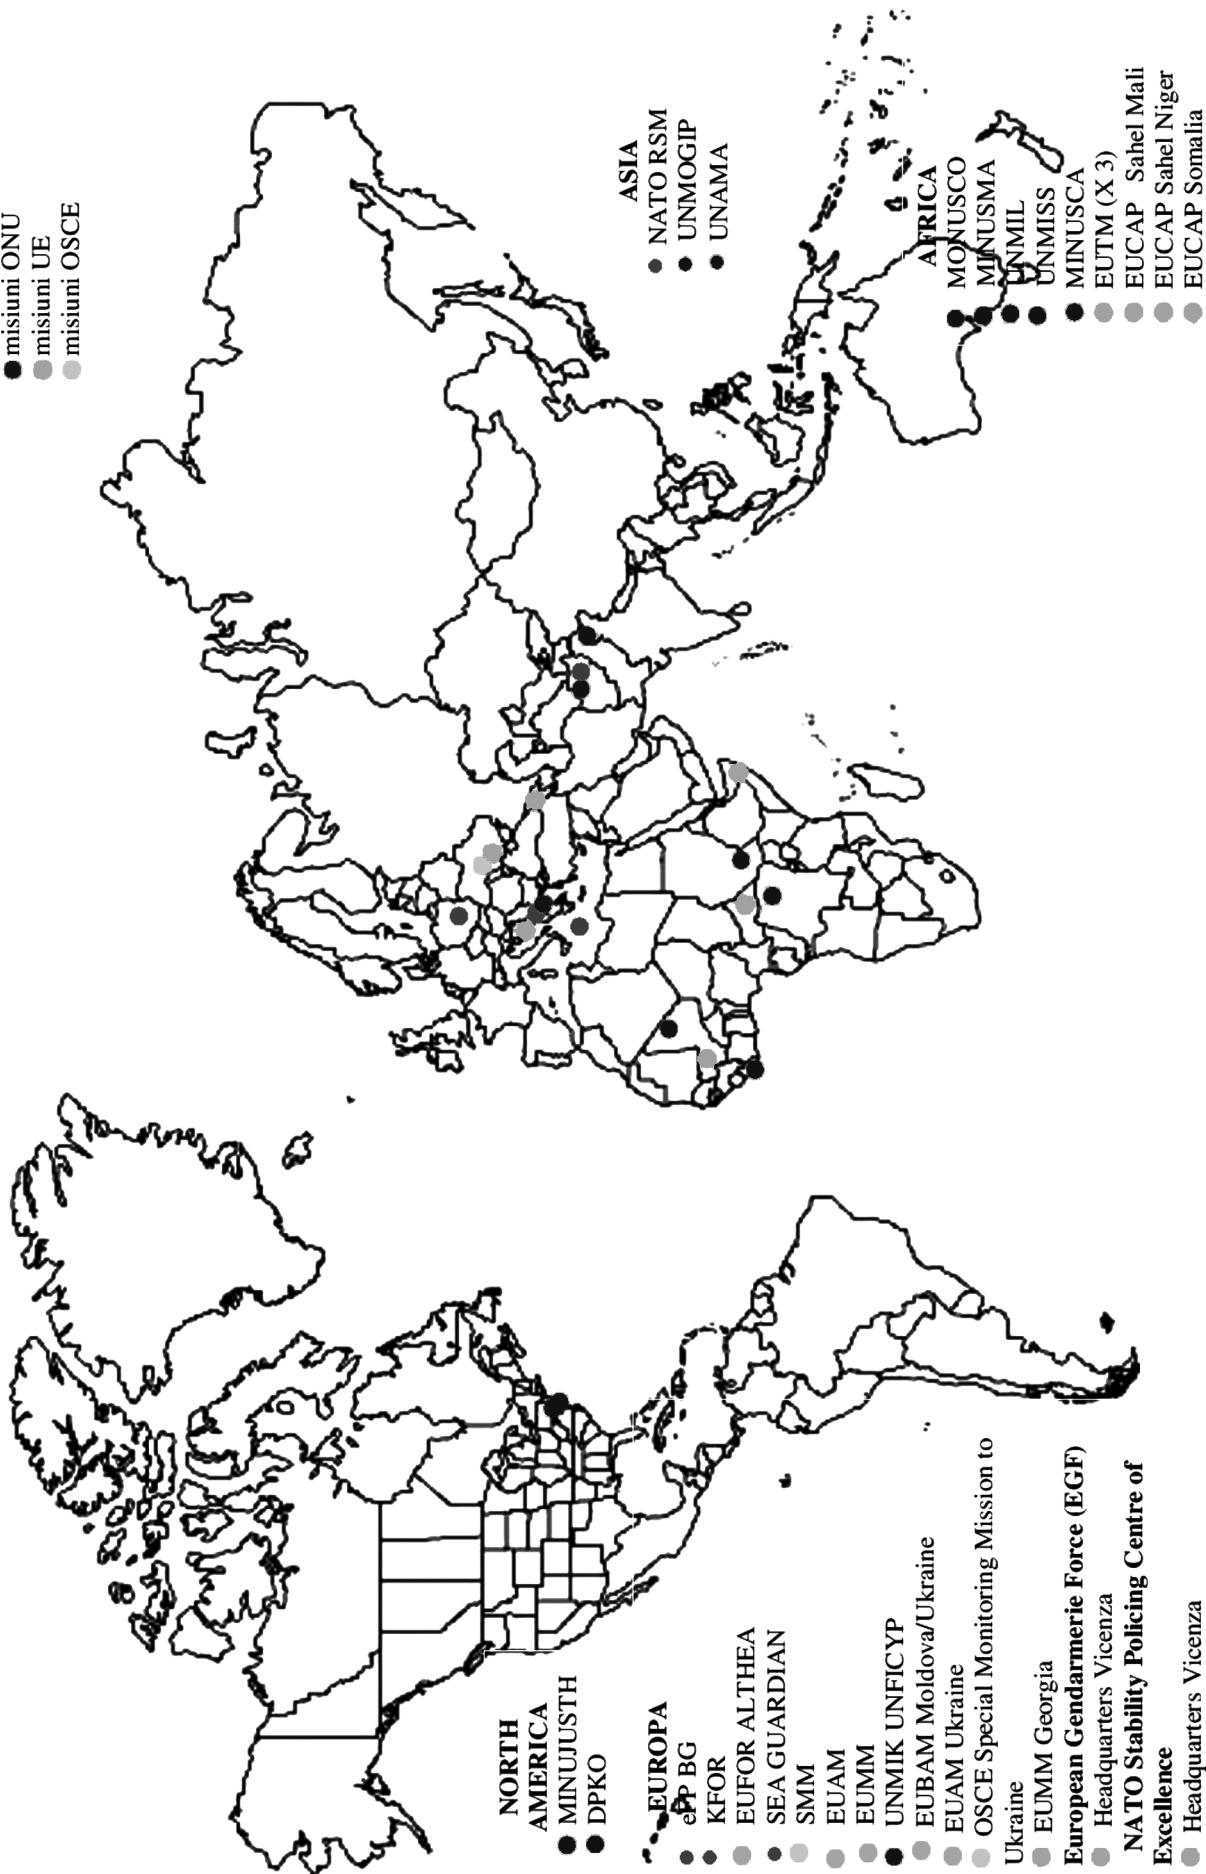 misiuni ONU
misiuni UE
misiuni OSCE
NORTH
AMERICA
MINUJUSTH
DPKO
EUROPA
eFP BG
KFOR
EUFOR ALTHEA
SEA GUARDIAN
SMM
EUAM
EUMM
UNMIK UNFICYP
EUBAM Moldova/Ukraine
EUAM Ukraine
OSCE Special Monitoring Mission to
Ukraine
EUMM Georgia
European Gendarmerie Force (EGF)
Headquarters Vicenza
NATO Stability Policing Centre of
Excellence
Headquarters Vicenza
ASIA
NATO RSM
UNMOGIP
UNAMA
AFRICA
MONUSCO
MINUSMA
UNMIL
UNMISS
MINUSCA
EUTM (X 3)
EUCAP Sahel Mali
EUCAP Sahel Niger
EUCAP Somalia